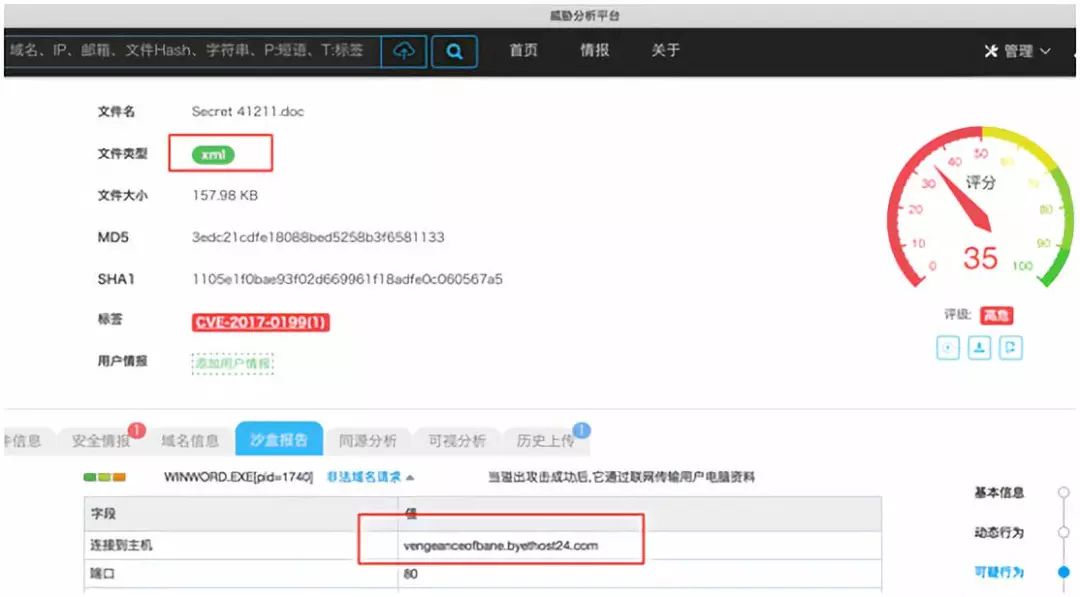 威胁分析平台
域名、IP、邮箱、文件Hash、字符串、P:短语、T:标签 首页 情报 关于 管理
文件名 Secret 41211.doc
文件类型 xml
文件大小 157.98 KB
MD5 3edc21cdfe18088bed5258b3f6581133
SHA1 1105e1f0bae93f02d669961f18adfe0c060567a5
标签 CVE-2017-0199(1)
用户情报 添加用户情报
0 10 20 30 40 50 60 70 80 90 100
评分
35
评级: 高危
件信息 安全情报 1 域名信息 沙盒报告 同源分析 可视分析 历史上传 1
WINWORD.EXE[pid=1740] 非法域名请求 当溢出攻击成功后,它通过联网传输用户电脑资料
字段 值
连接到主机 vengeanceofbane.byethost24.com
端口 80
基本信息
动态行为
可疑行为